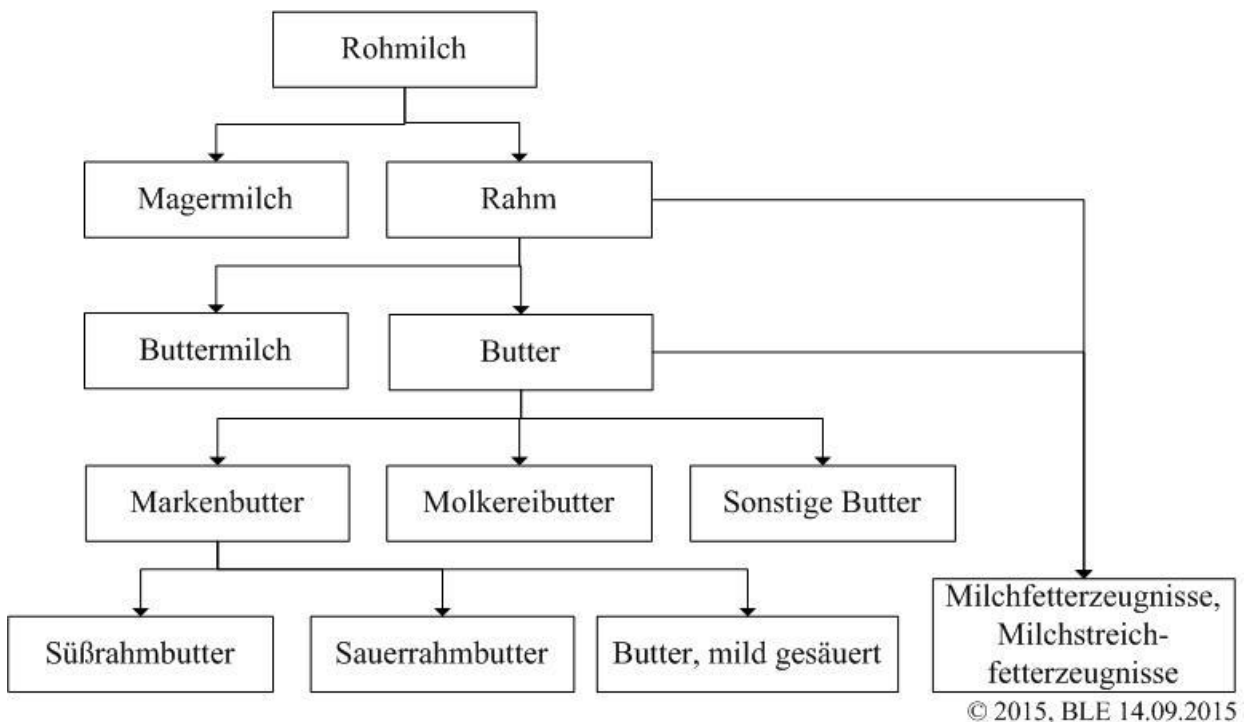 Rohmilch
Magermilch
Rahm
Buttermilch
Butter
Markenbutter
Molkereibutter
Sonstige Butter
Süßrahmbutter
Sauerrahmbutter
Butter, mild gesäuert
Milchfetterzeugnisse,
Milchstreich-
fetterzeugnisse
© 2015, BLE 14.09.2015